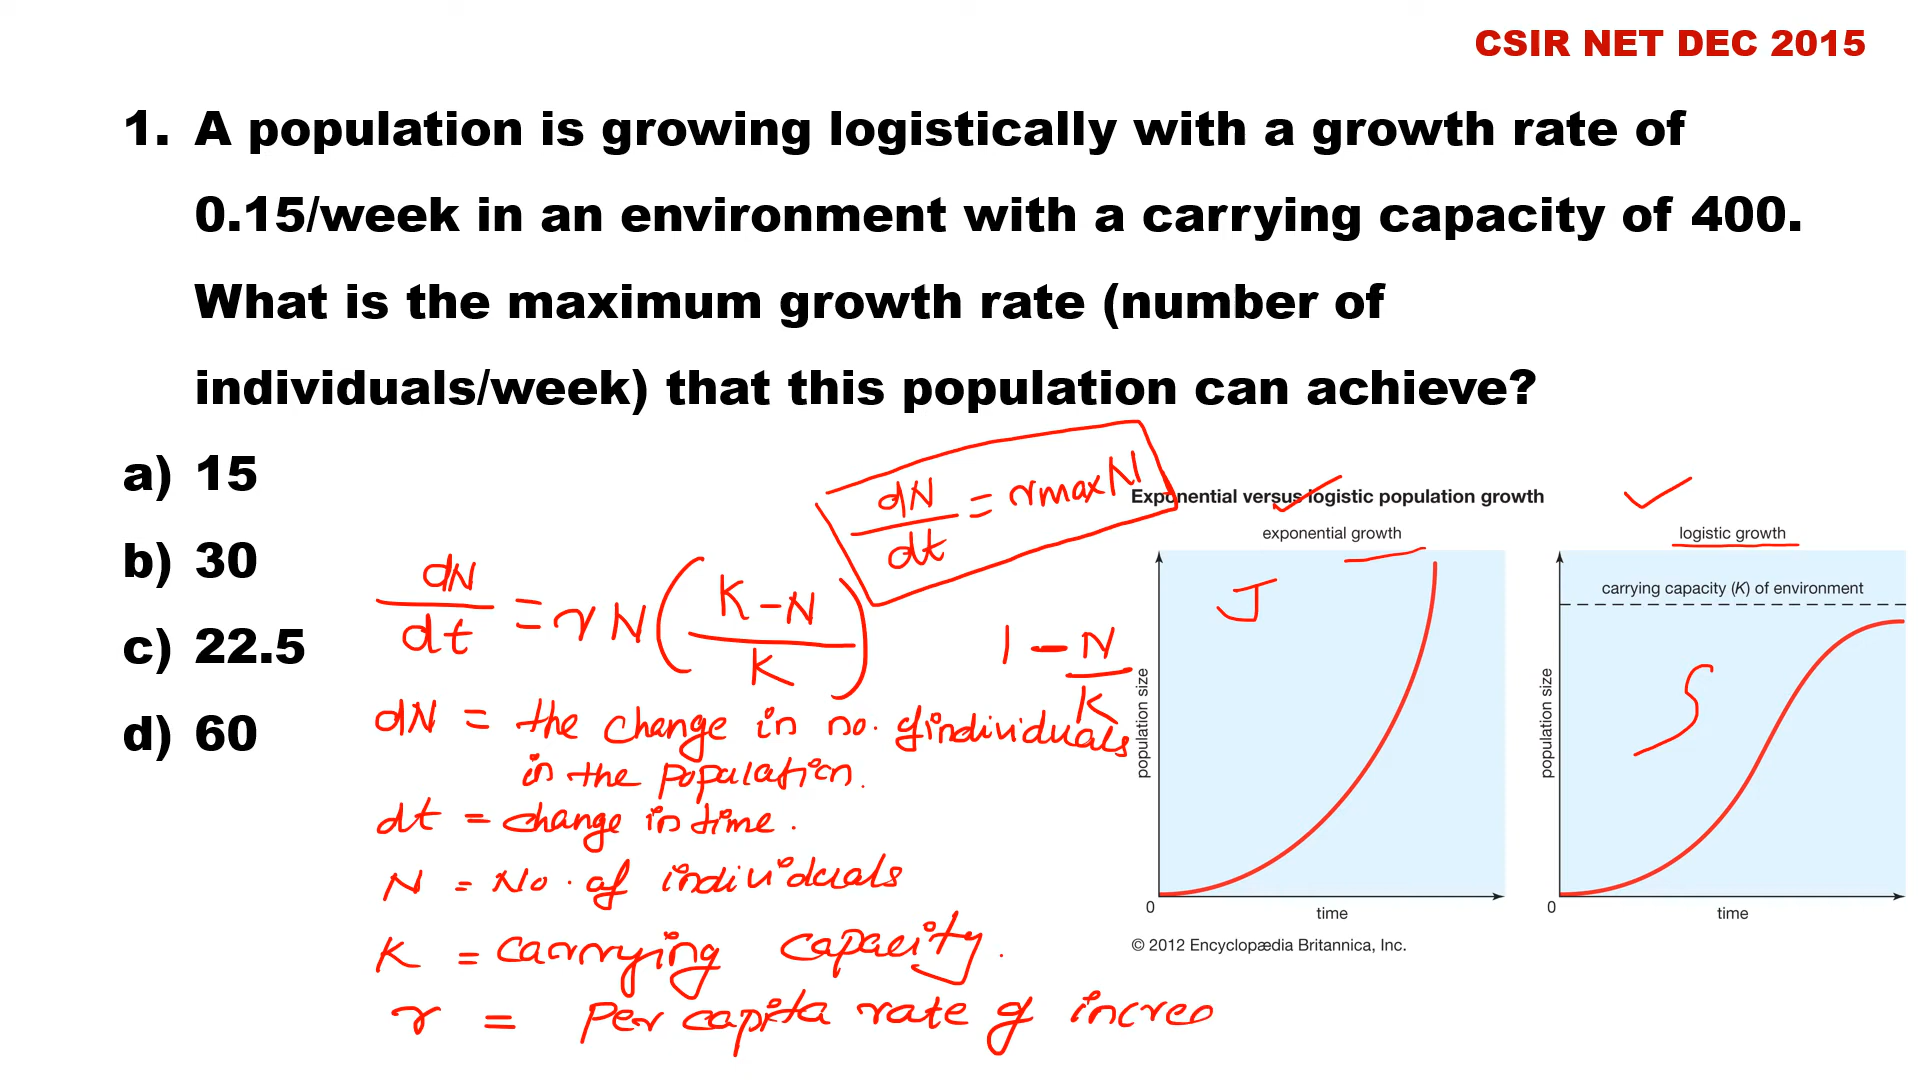 CSIR NET DEC 2015
1. A population is growing logistically with a growth rate of
0.15/week in an environment with a carrying capacity of 400.
What is the maximum growth rate (number of
individuals/week) that this population can achieve?
a) 15
b) 30
c) 22.5
d) 60
dN/dt = rmaxN
dN/dt = rN(K-N/K)
1 - N/K
dN = the change in no. of individuals
in the population.
dt = change in time.
N = No. of individuals
K = carrying capacity.
r = Per capita rate of increa
Exponential versus logistic population growth
exponential growth
J
population size
0
time
logistic growth
carrying capacity (K) of environment
S
population size
0
time
© 2012 Encyclopædia Britannica, Inc.